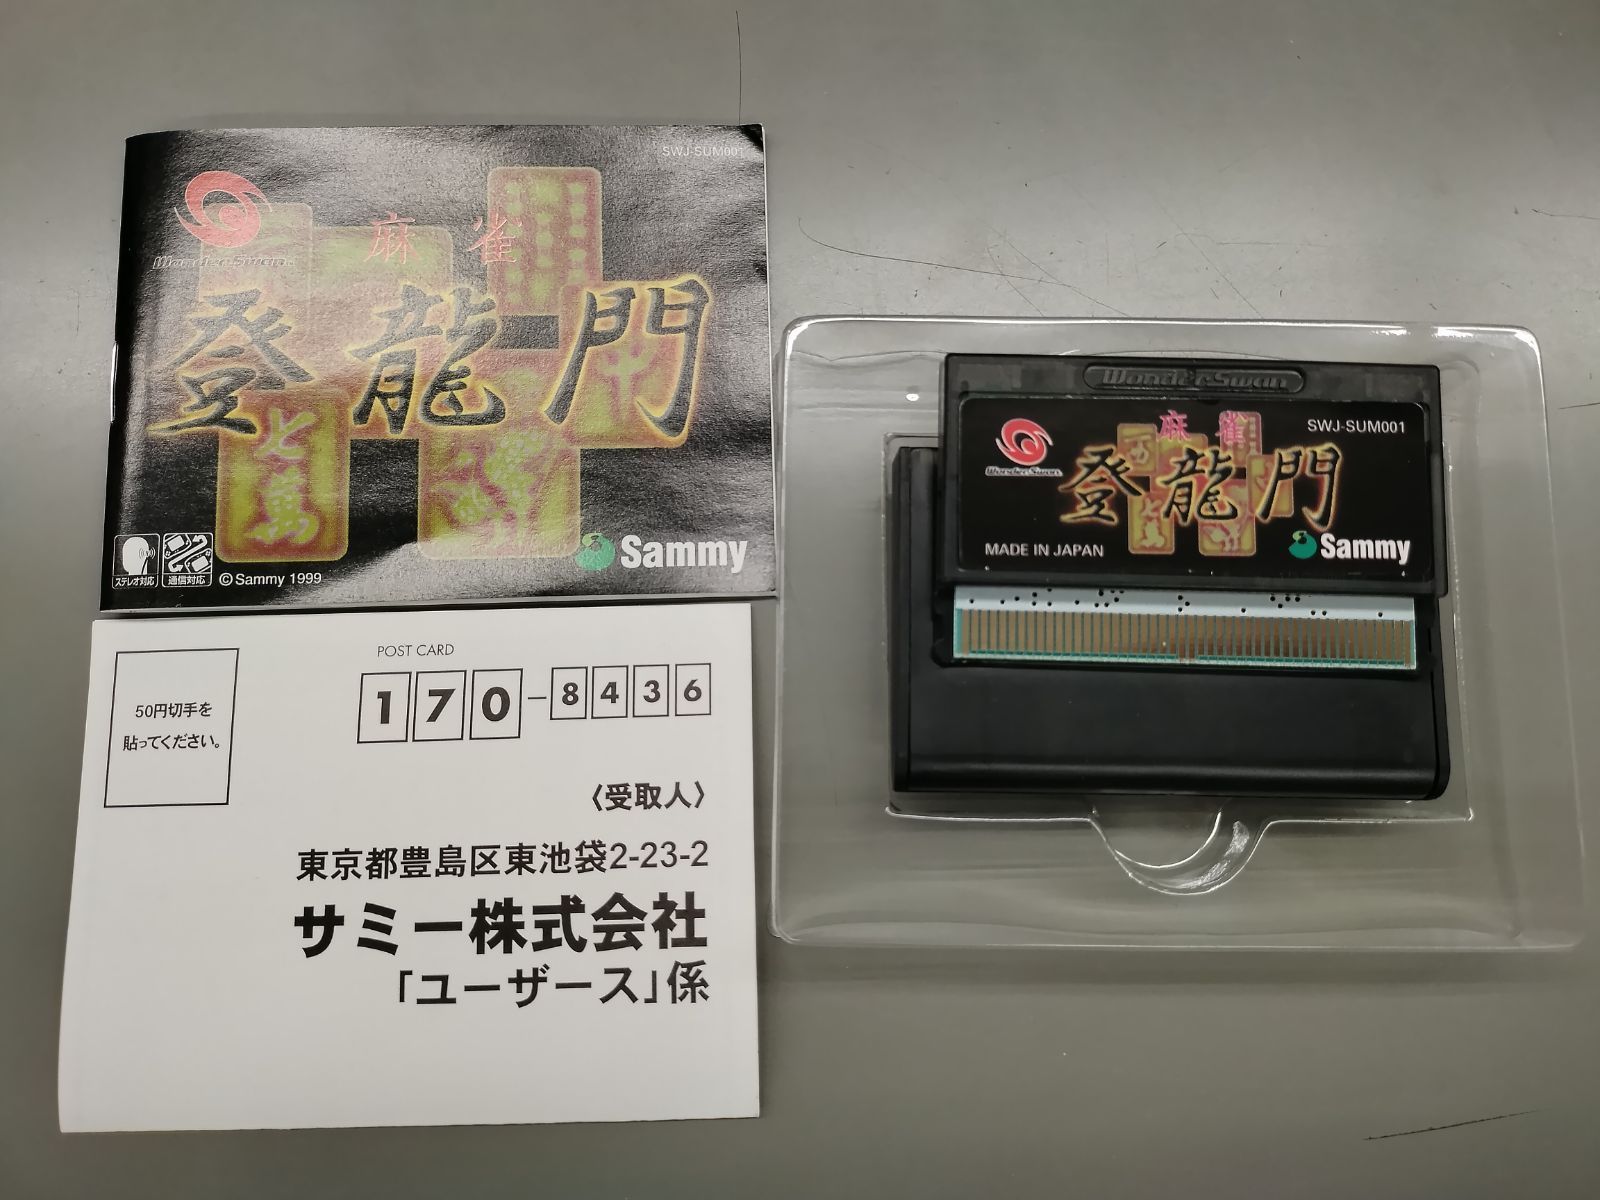 SWJ-SUM001
WonderSwan
麻雀
登龍門
七萬
中
ステレオ対応
通信対応
© Sammy 1999
Sammy
POST CARD
170-8436
50円切手を
貼ってください。
〈受取人〉
東京都豊島区東池袋2-23-2
サミー株式会社
「ユーザース」係
WonderSwan
SWJ-SUM001
WonderSwan
麻雀
登龍門
MADE IN JAPAN
Sammy